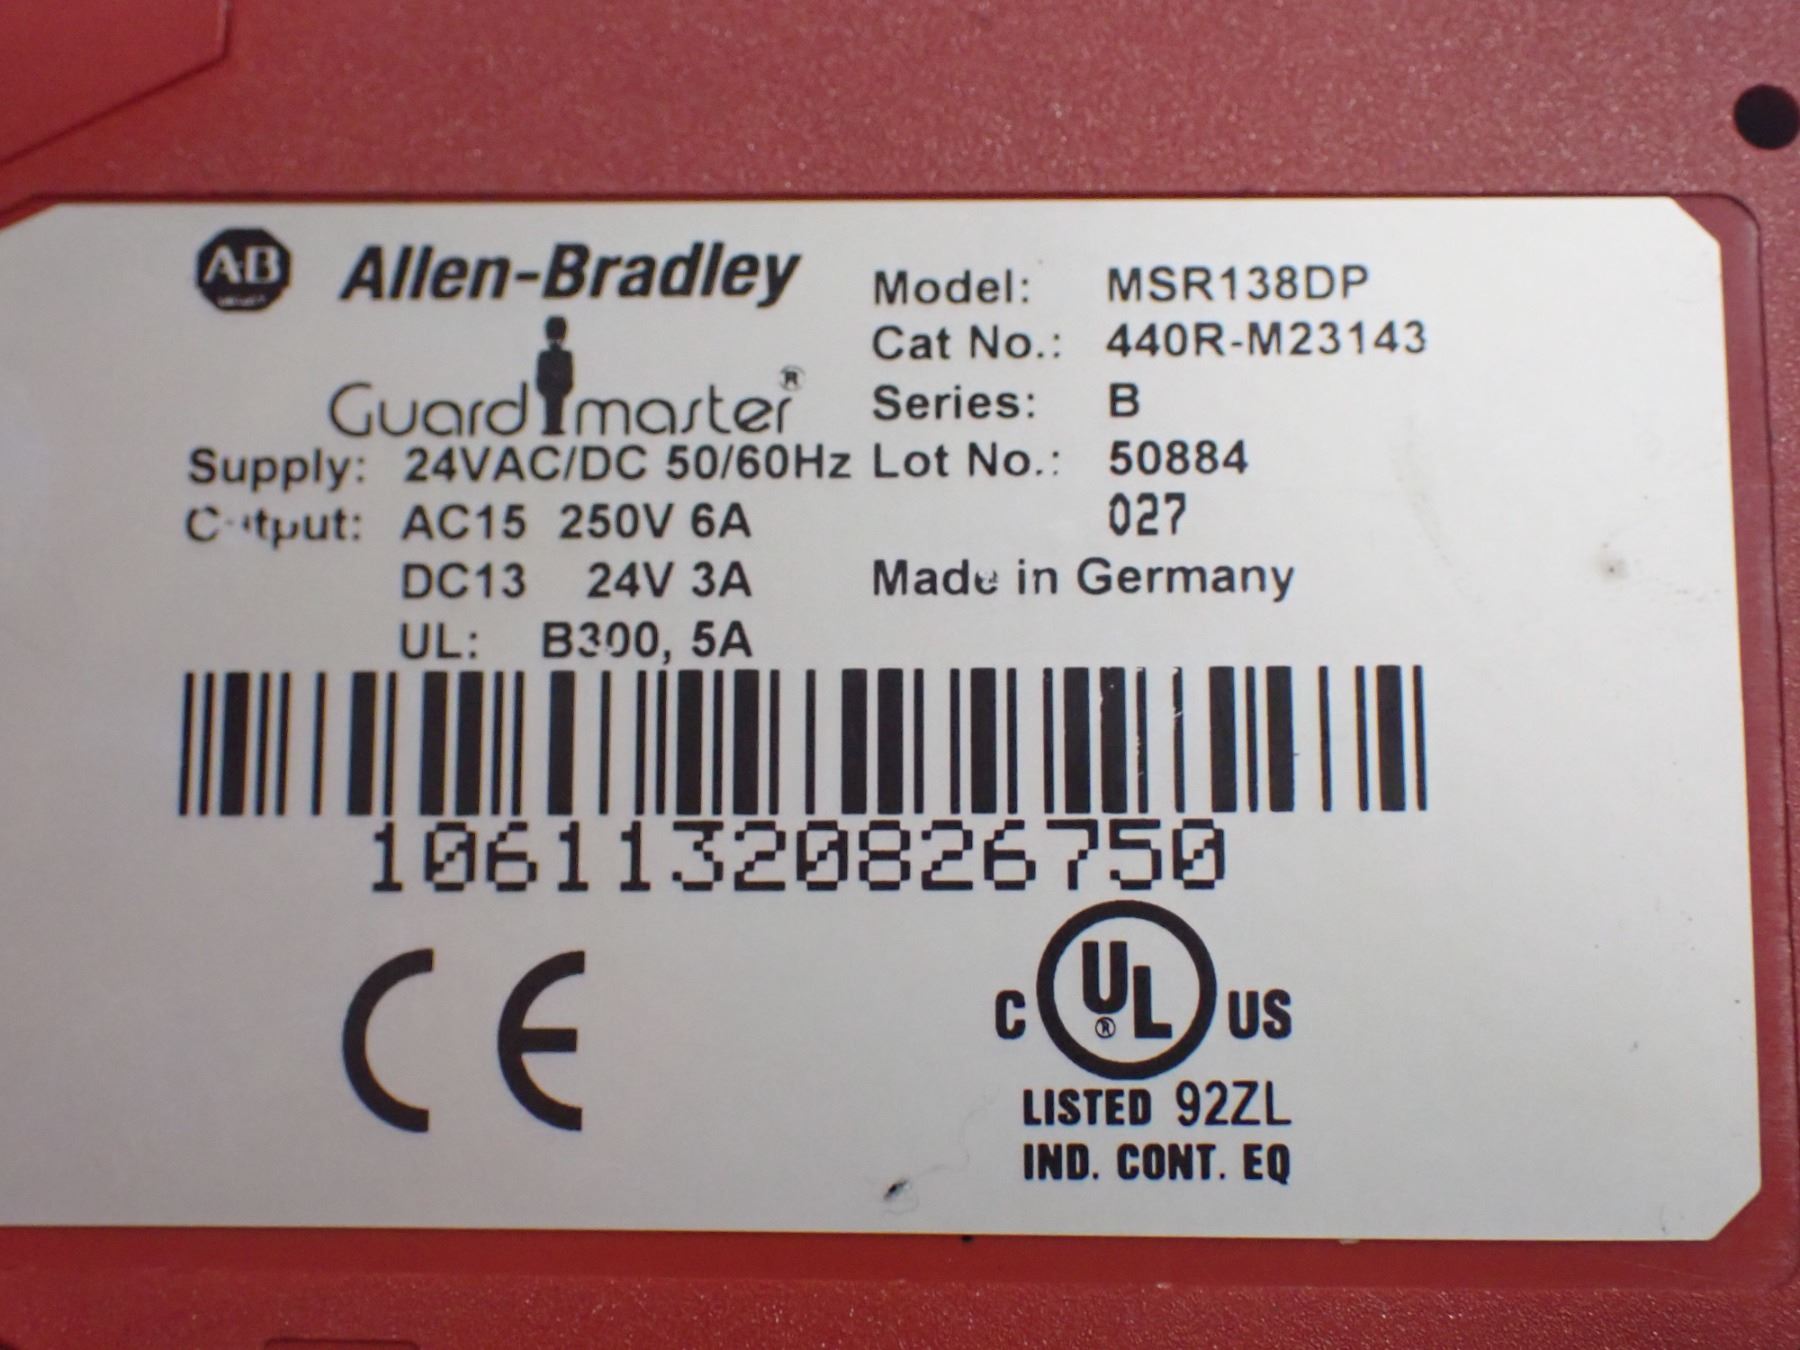 AB Allen-Bradley
Guardmaster®
Model: MSR138DP
Cat No.: 440R-M23143
Series: B
Supply: 24VAC/DC 50/60Hz Lot No.: 50884
Output: AC15 250V 6A 027
DC13 24V 3A Made in Germany
UL: B300, 5A
10611320826750
CE
C UL® US
LISTED 92ZL
IND. CONT. EQ